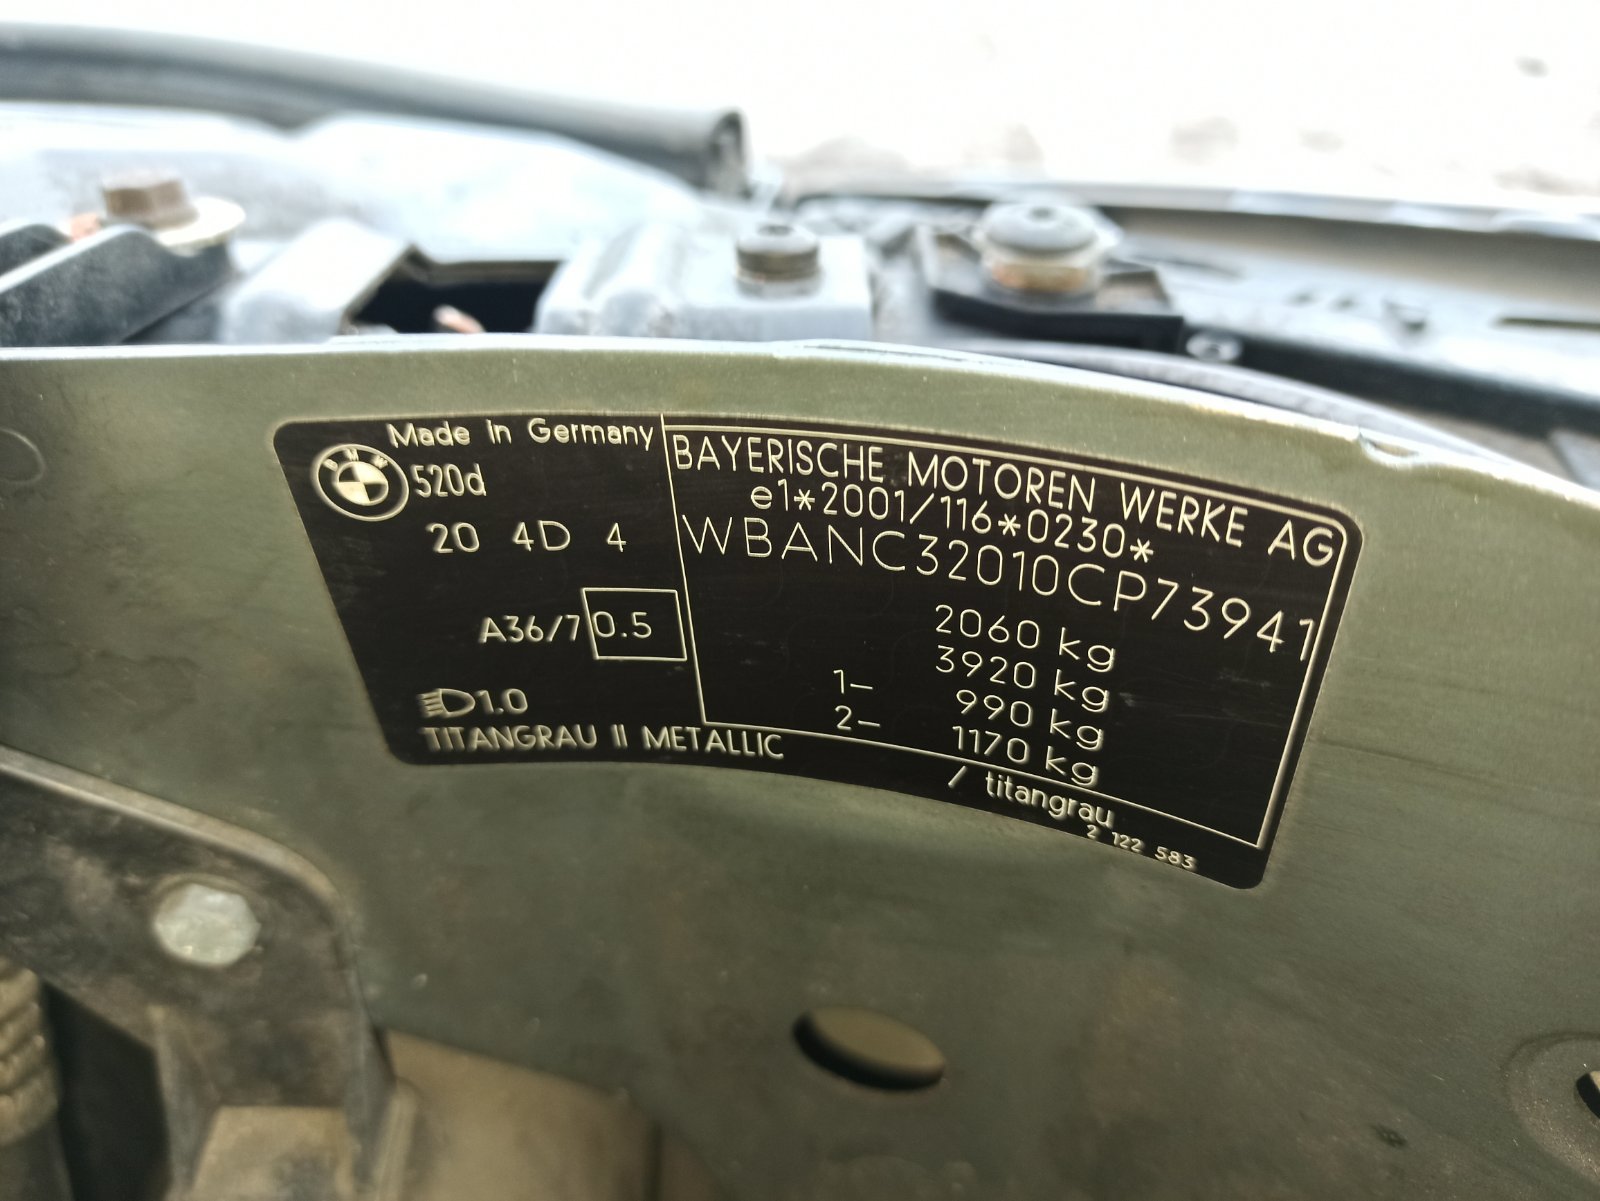 Made in Germany
BMW
520d
20 4D 4
A36/7 0.5
1.0
TITANGRAU II METALLIC
BAYERISCHE MOTOREN WERKE AG
e1*2001/116*0230*
WBANC32010CP73941
2060 kg
3920 kg
1– 990 kg
2– 1170 kg
/ titangrau
2 122 583